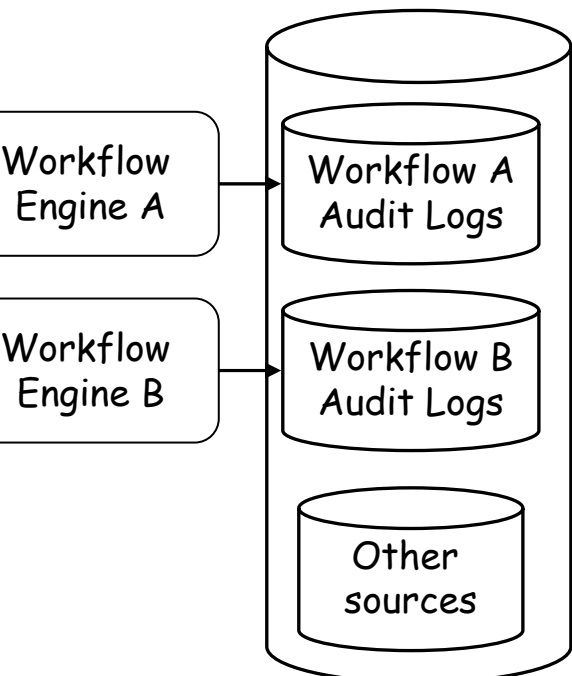 Workflow
Engine A
Workflow A
Audit Logs
Workflow
Engine B
Workflow B
Audit Logs
Other
sources